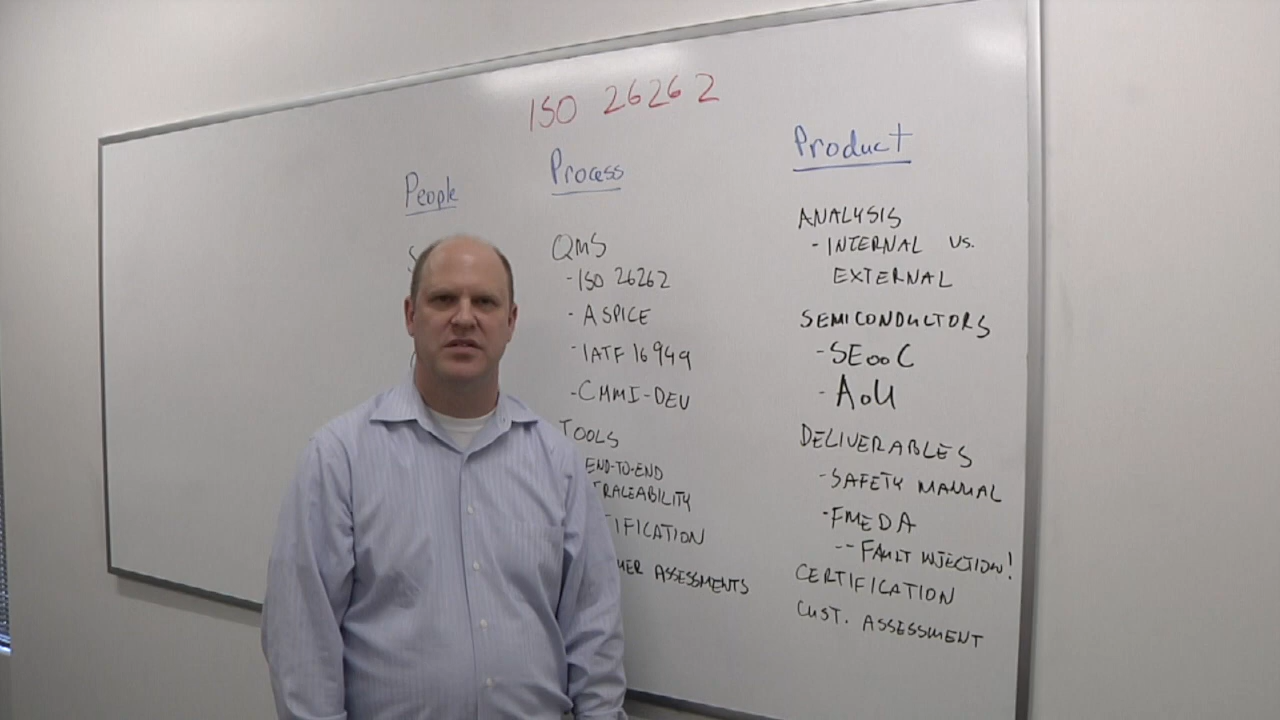 ISO 26262
People
S
Process
QMS
- ISO 26262
- ASPICE
- IATF 16949
- CMMI-DEV
TOOLS
END-TO-END
TRACEABILITY
TIFICATION
MER ASSESSMENTS
Product
ANALYSIS
- INTERNAL VS.
EXTERNAL
SEMICONDUCTORS
- SEooC
- AoU
DELIVERABLES
- SAFETY MANUAL
- FMEDA
-- FAULT INJECTION!
CERTIFICATION
CUST. ASSESSMENT